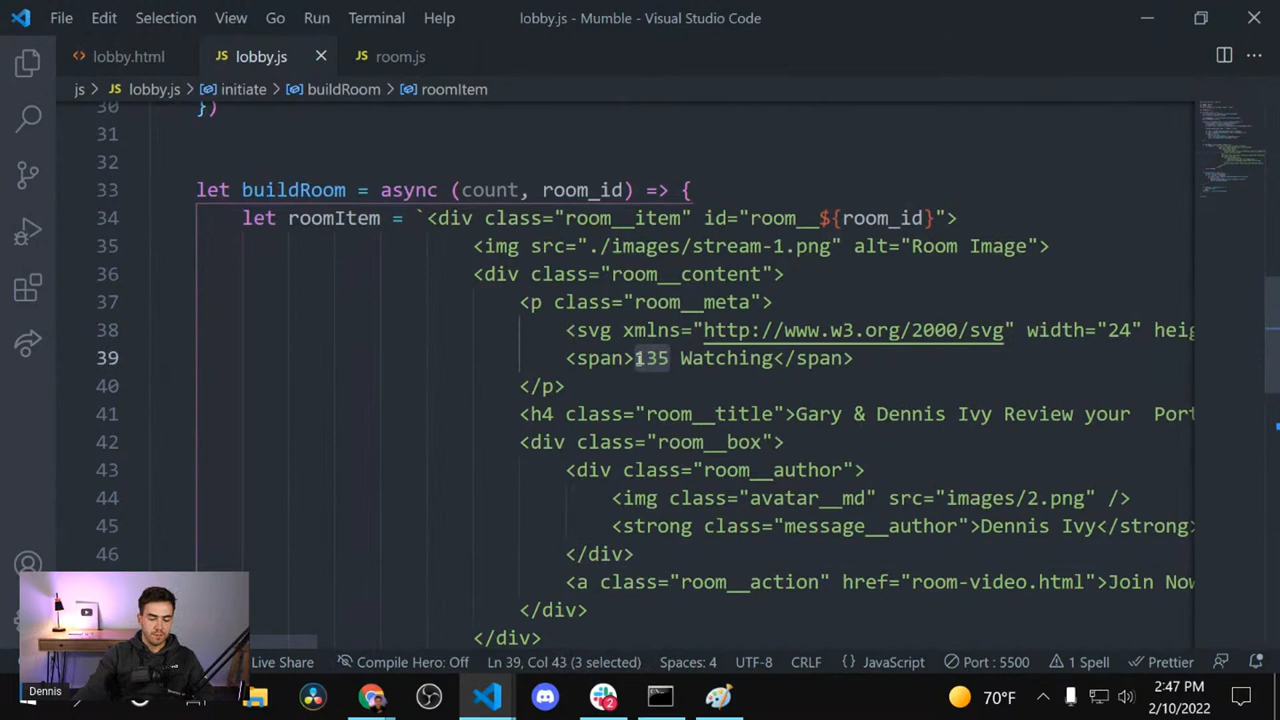 File Edit Selection View Go Run Terminal Help lobby.js - Mumble - Visual Studio Code
lobby.html JS lobby.js JS room.js
js > JS lobby.js > initiate > buildRoom > roomItem
30 })
31
32
33 let buildRoom = async (count, room_id) => {
34 let roomItem = `<div class="room__item" id="room__${room_id}">
35 <img src="./images/stream-1.png" alt="Room Image">
36 <div class="room__content">
37 <p class="room__meta">
38 <svg xmlns="http://www.w3.org/2000/svg" width="24" heig
39 <span>135 Watching</span>
40 </p>
41 <h4 class="room__title">Gary & Dennis Ivy Review your  Port
42 <div class="room__box">
43 <div class="room__author">
44 <img class="avatar__md" src="images/2.png" />
45 <strong class="message__author">Dennis Ivy</strong>
46 </div>
<a class="room__action" href="room-video.html">Join Now
</div>
</div>
Live Share Compile Hero: Off Ln 39, Col 43 (3 selected) Spaces: 4 UTF-8 CRLF {} JavaScript Port : 5500 1 Spell Prettier
Dennis
2
70°F
2:47 PM
2/10/2022